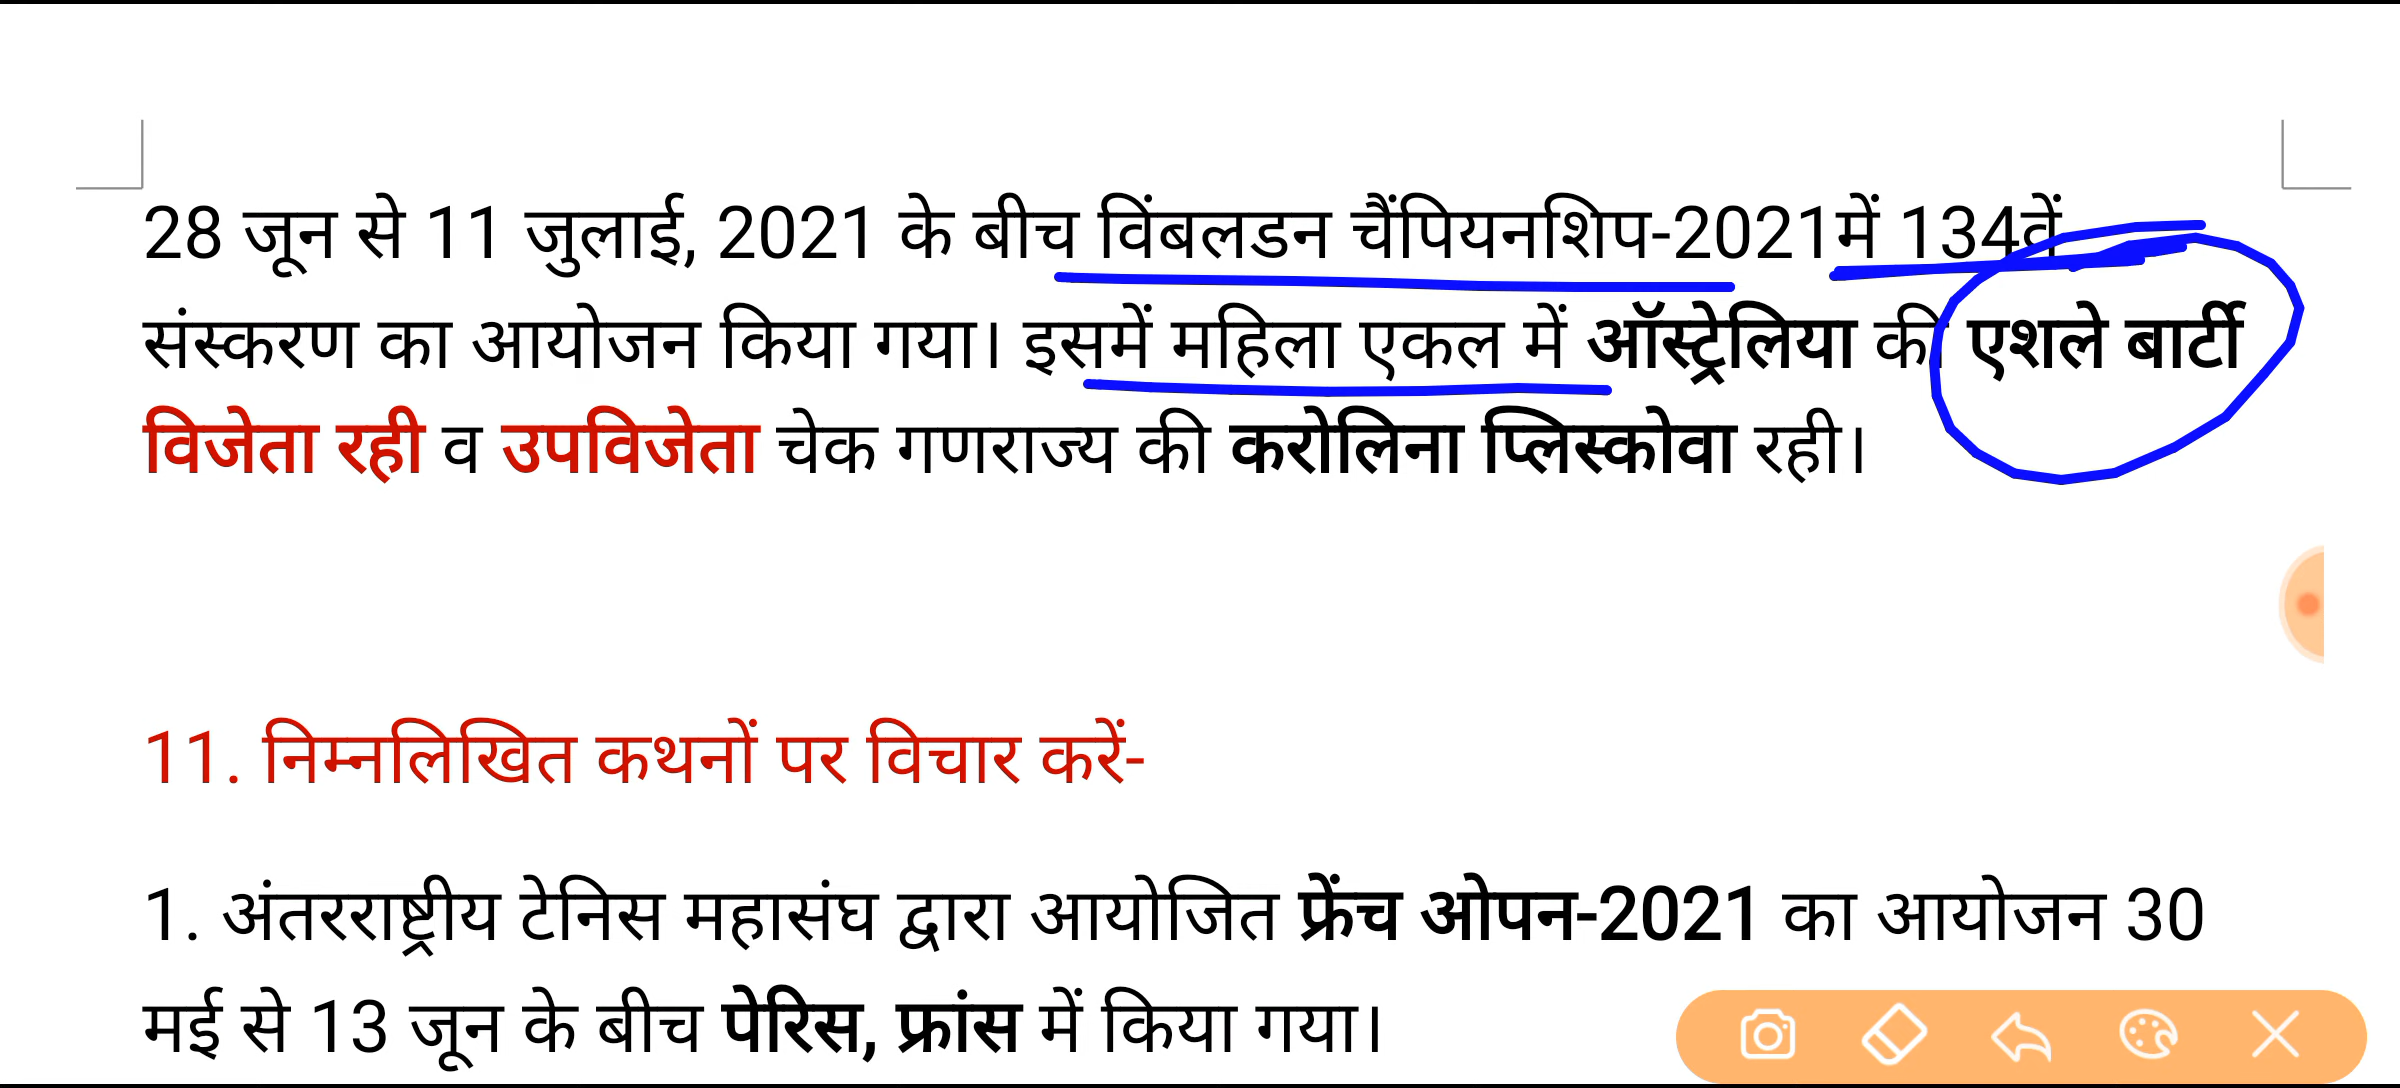 28 जून से 11 जुलाई, 2021 के बीच विंबलडन चैंपियनशिप-2021में 134वें
संस्करण का आयोजन किया गया। इसमें महिला एकल में ऑस्ट्रेलिया की एशले बार्टी
विजेता रही व उपविजेता चेक गणराज्य की करोलिना प्लिस्कोवा रही।
11. निम्नलिखित कथनों पर विचार करें-
1. अंतरराष्ट्रीय टेनिस महासंघ द्वारा आयोजित फ्रेंच ओपन-2021 का आयोजन 30
मई से 13 जून के बीच पेरिस, फ्रांस में किया गया।